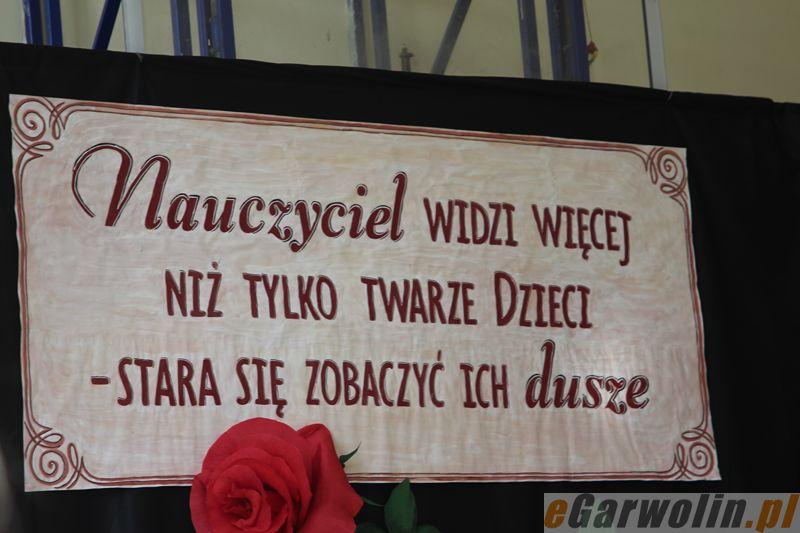 Nauczyciel WIDZI WIĘCEJ
NIŻ TYLKO TWARZE DZIECI
-STARA SIĘ ZOBACZYĆ ICH dusze
eGarwolin.pl